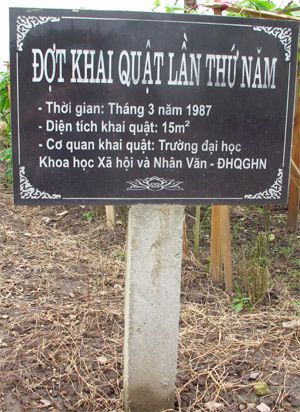 ĐỢT KHAI QUẬT LẦN THỨ NĂM
- Thời gian: Tháng 3 năm 1987
- Diện tích khai quật: 15m²
- Cơ quan khai quật: Trường đại học
Khoa học Xã hội và Nhân Văn - ĐHQGHN